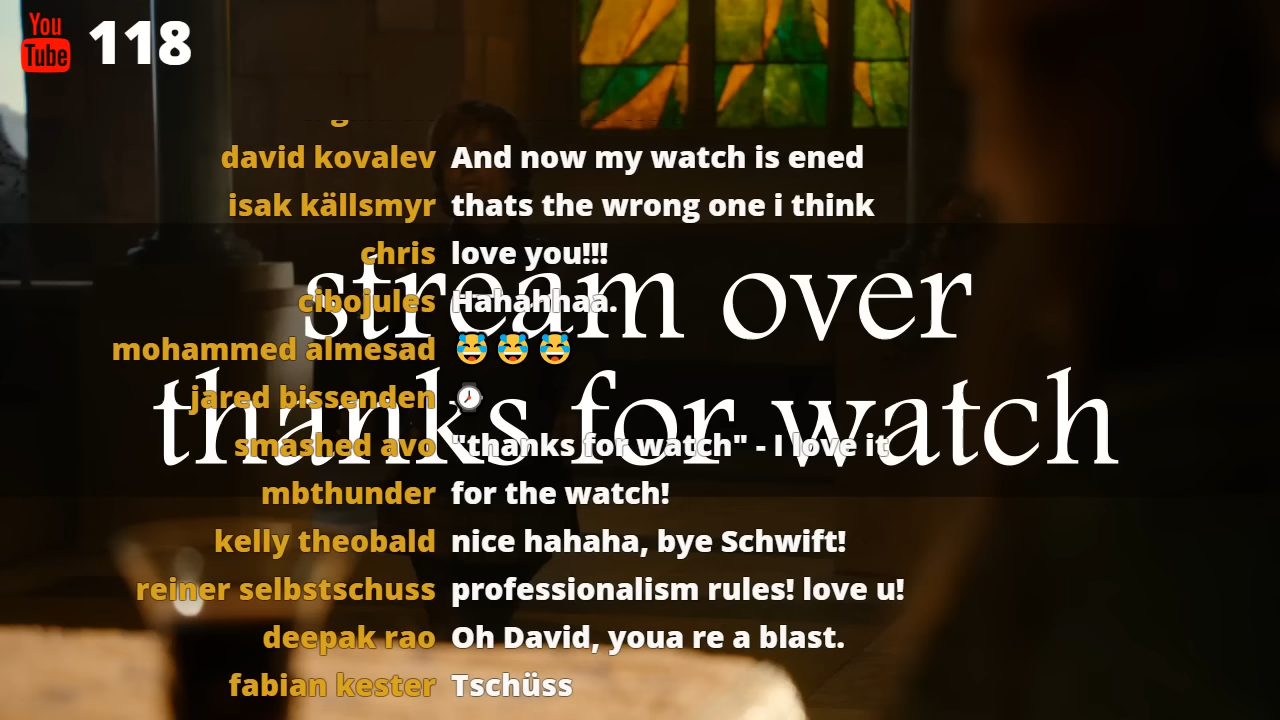 You Tube 118
david kovalev And now my watch is ened
isak källsmyr thats the wrong one i think
chris love you!!!
stream over
cibojules Hahahhaa.
mohammed almesad 😂😂😂
jared bissenden ⌚
thanks for watch
smashed avo "thanks for watch" - I love it
mbthunder for the watch!
kelly theobald nice hahaha, bye Schwift!
reiner selbstschuss professionalism rules! love u!
deepak rao Oh David, youa re a blast.
fabian kester Tschüss